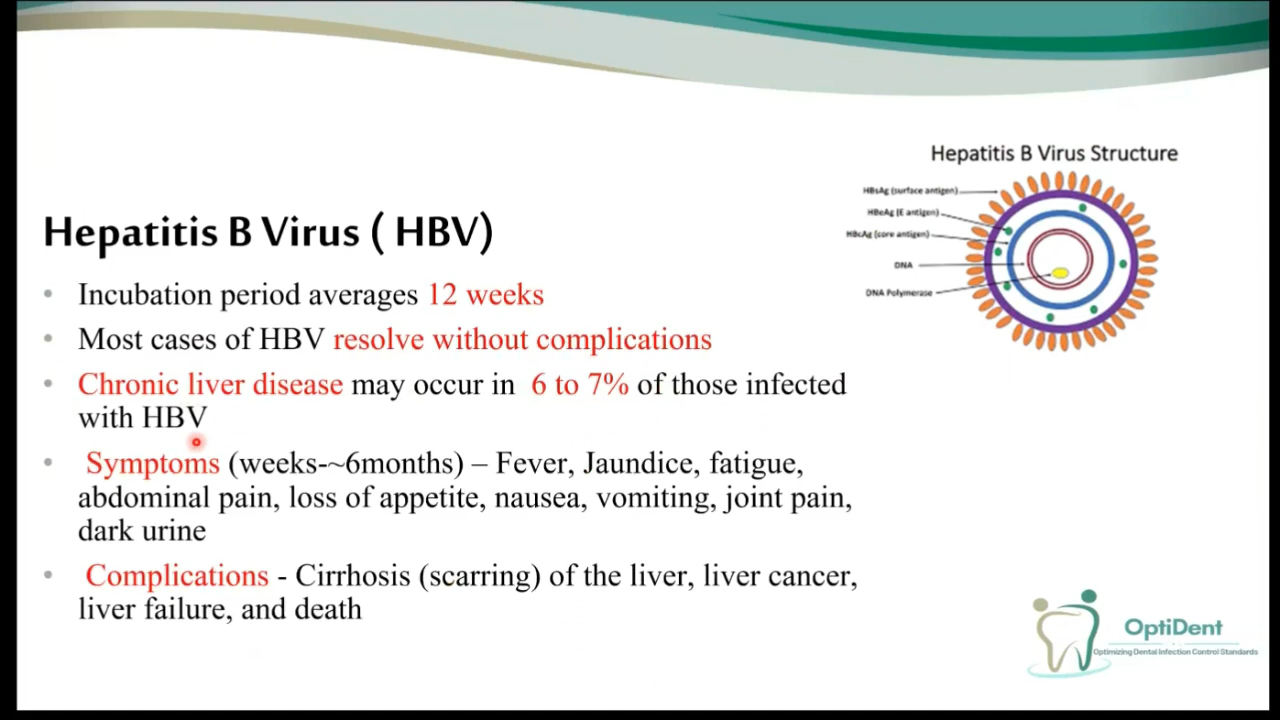 Hepatitis B Virus Structure
HBsAg (surface antigen)
HBeAg (E antigen)
HBcAg (core antigen)
DNA
DNA Polymerase
Hepatitis B Virus ( HBV)
• Incubation period averages 12 weeks
• Most cases of HBV resolve without complications
• Chronic liver disease may occur in 6 to 7% of those infected
with HBV
• Symptoms (weeks-~6months) – Fever, Jaundice, fatigue,
abdominal pain, loss of appetite, nausea, vomiting, joint pain,
dark urine
• Complications - Cirrhosis (scarring) of the liver, liver cancer,
liver failure, and death
OptiDent
Optimizing Dental Infection Control Standards